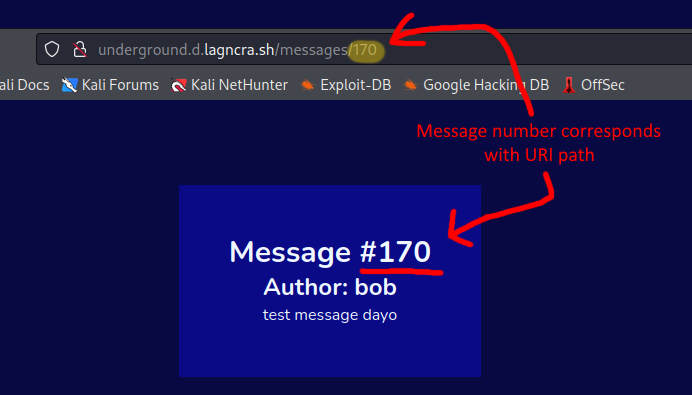 underground.d.lagncra.sh/messages/170
ali Docs Kali Forums Kali NetHunter Exploit-DB Google Hacking DB OffSec
Message number corresponds
with URI path
Message #170
Author: bob
test message dayo